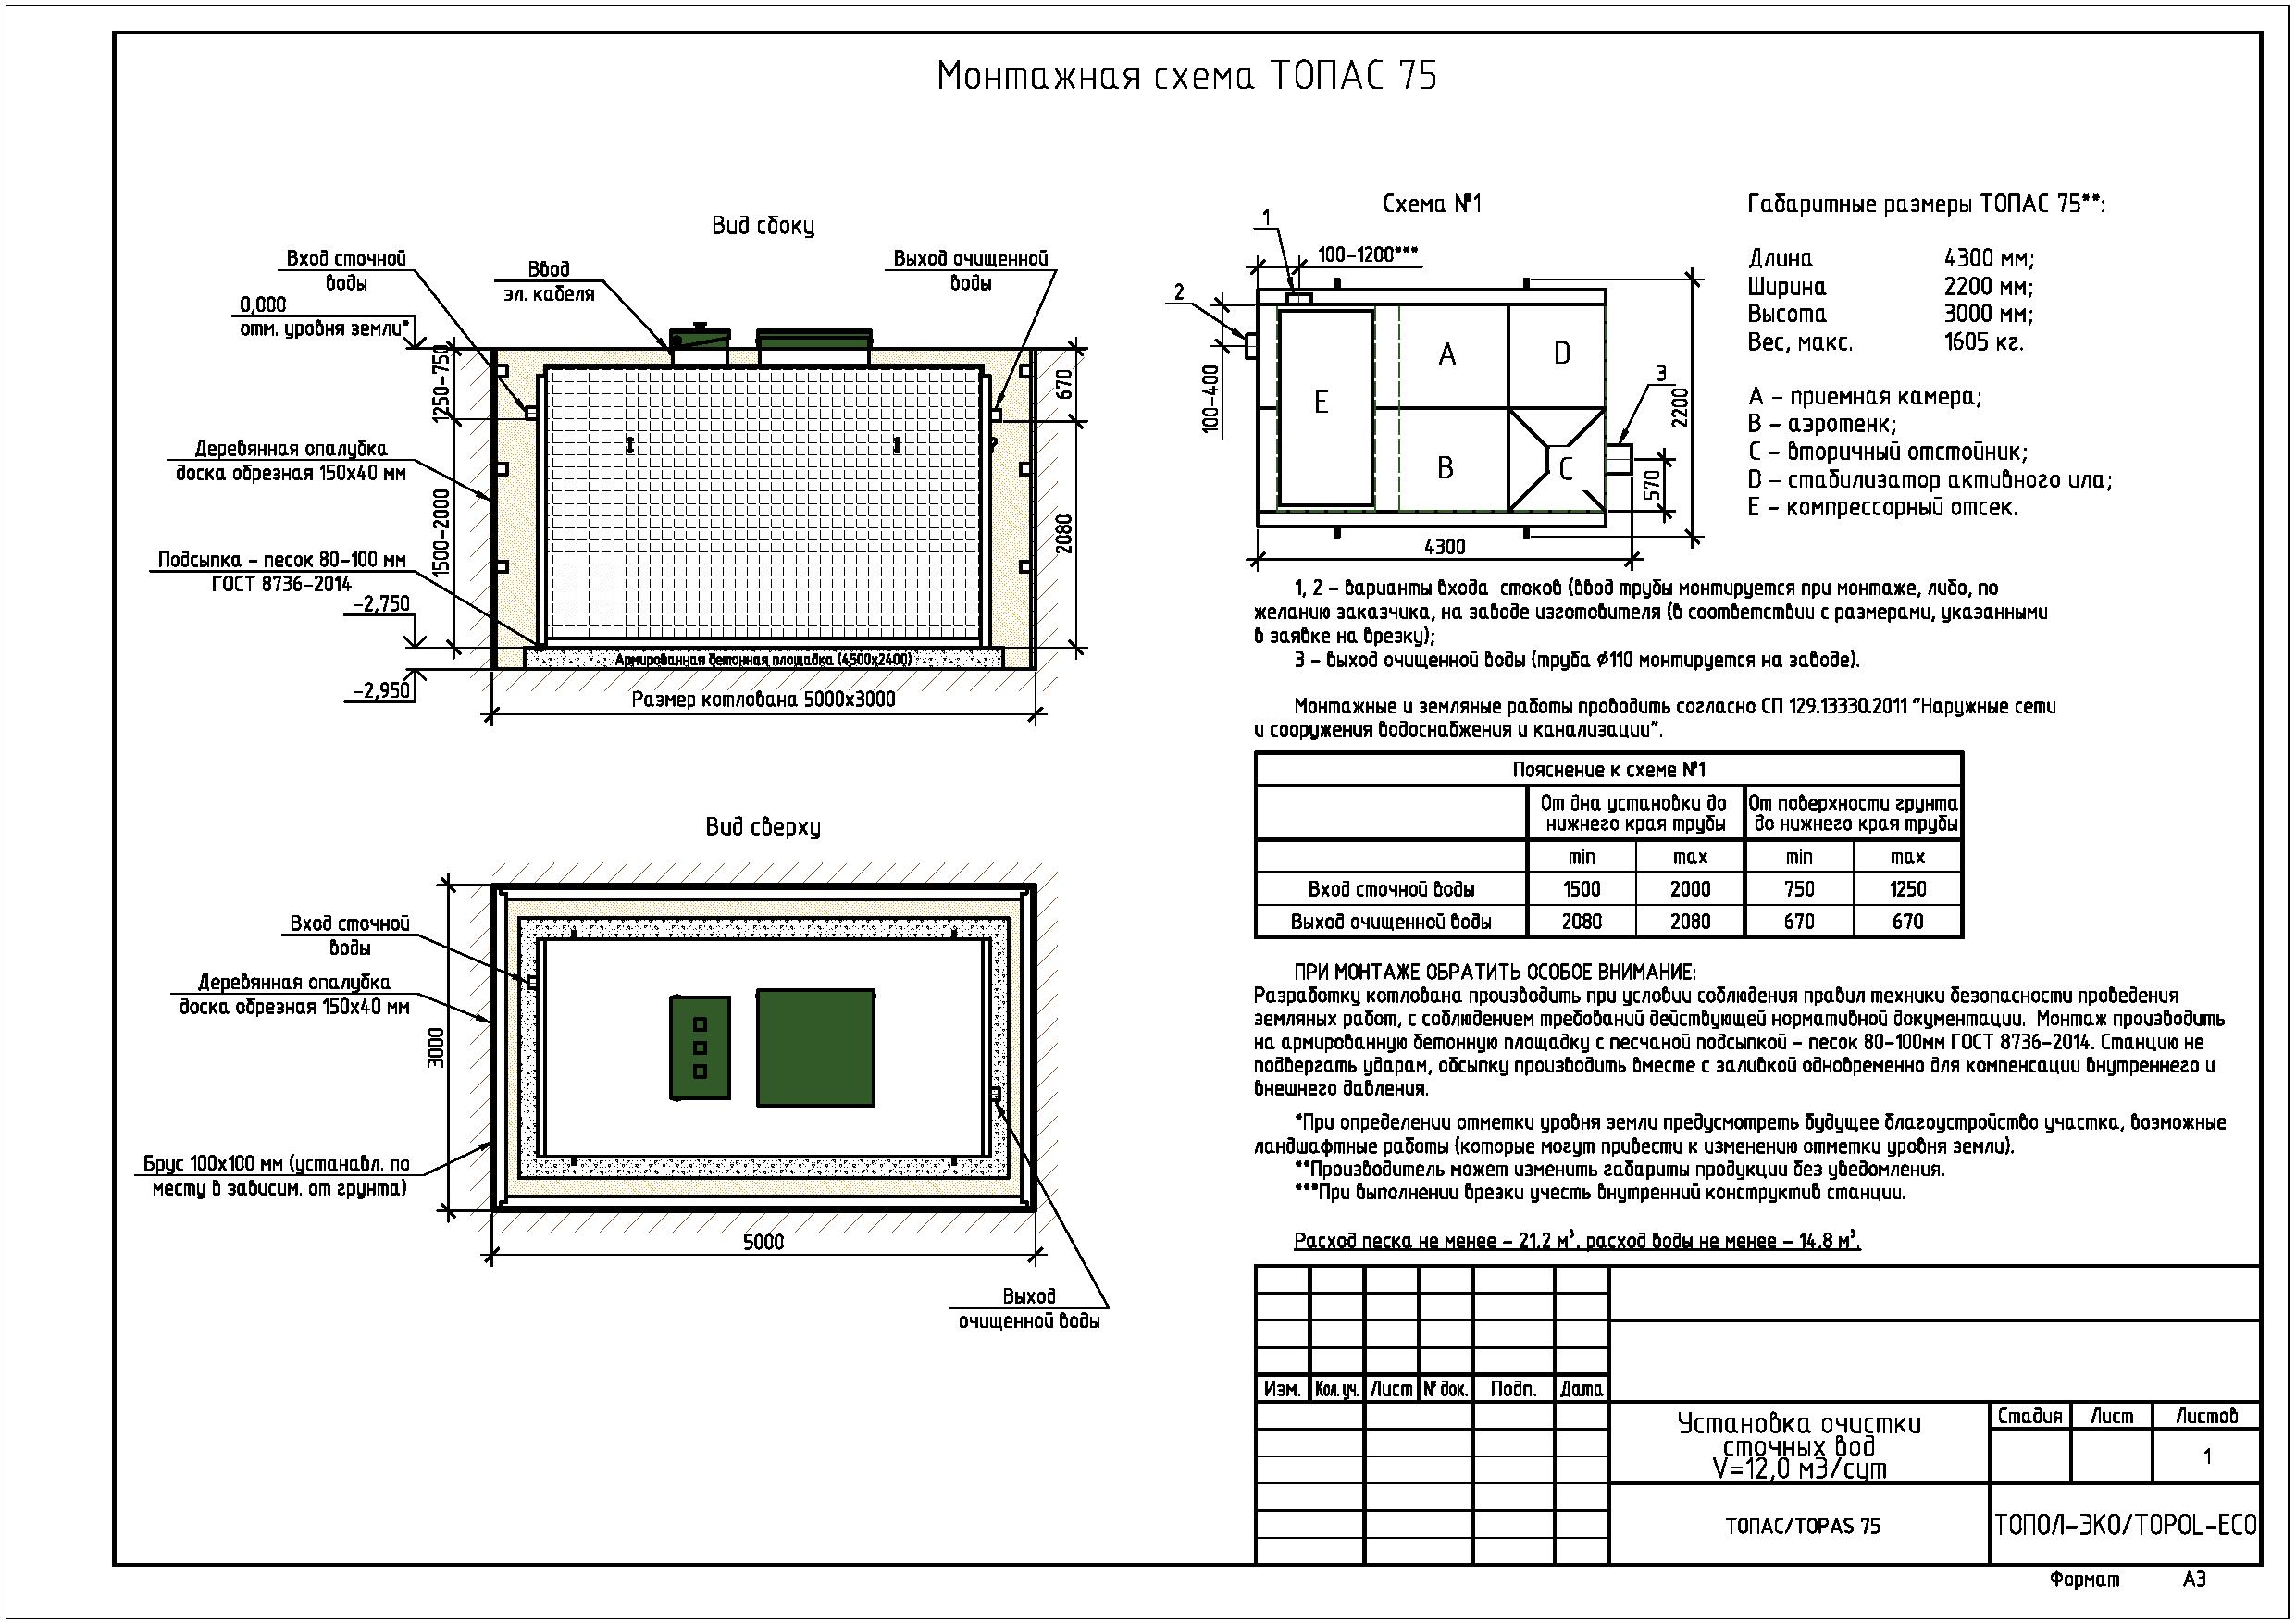 Монтажная схема ТОПАС 75
Вид сбоку
Вход сточной
воды
Ввод
эл. кабеля
Выход очищенной
воды
0,000
отм. уровня земли*
1250-750
670
Деревянная опалубка
доска обрезная 150х40 мм
1500-2000
2080
Подсыпка - песок 80-100 мм
ГОСТ 8736-2014
-2,750
Армированная бетонная площадка (4500х2400)
-2,950
Размер котлована 5000х3000
Вид сверху
Вход сточной
воды
Деревянная опалубка
доска обрезная 150х40 мм
3000
Брус 100х100 мм (устанавл. по
месту в зависим. от грунта)
5000
Выход
очищенной воды
Схема №1
1
100-1200***
2
100-400
A
D
E
B
C
3
2200
570
4300
Габаритные размеры ТОПАС 75**:
Длина 4300 мм;
Ширина 2200 мм;
Высота 3000 мм;
Вес, макс. 1605 кг.
А - приемная камера;
В - аэротенк;
С - вторичный отстойник;
D - стабилизатор активного ила;
Е - компрессорный отсек.
1, 2 - варианты входа стоков (ввод трубы монтируется при монтаже, либо, по
желанию заказчика, на заводе изготовителя (в соответствии с размерами, указанными
в заявке на врезку);
3 - выход очищенной воды (труба ϕ110 монтируется на заводе).
Монтажные и земляные работы проводить согласно СП 129.13330.2011 "Наружные сети
и сооружения водоснабжения и канализации".
Пояснение к схеме №1
От дна установки до
нижнего края трубы
От поверхности грунта
до нижнего края трубы
min max min max
Вход сточной воды 1500 2000 750 1250
Выход очищенной воды 2080 2080 670 670
ПРИ МОНТАЖЕ ОБРАТИТЬ ОСОБОЕ ВНИМАНИЕ:
Разработку котлована производить при условии соблюдения правил техники безопасности проведения
земляных работ, с соблюдением требований действующей нормативной документации. Монтаж производить
на армированную бетонную площадку с песчаной подсыпкой - песок 80-100мм ГОСТ 8736-2014. Станцию не
подвергать ударам, обсыпку производить вместе с заливкой одновременно для компенсации внутреннего и
внешнего давления.
*При определении отметки уровня земли предусмотреть будущее благоустройство участка, возможные
ландшафтные работы (которые могут привести к изменению отметки уровня земли).
**Производитель может изменить габариты продукции без уведомления.
***При выполнении врезки учесть внутренний конструктив станции.
Расход песка не менее - 21,2 м³, расход воды не менее - 14,8 м³.
Изм. Кол.уч. Лист № док. Подп. Дата
Установка очистки
сточных вод
V=12,0 м3/сут
Стадия Лист Листов
1
ТОПАС/TOPAS 75
ТОПОЛ-ЭКО/TOPOL-ECO
Формат А3